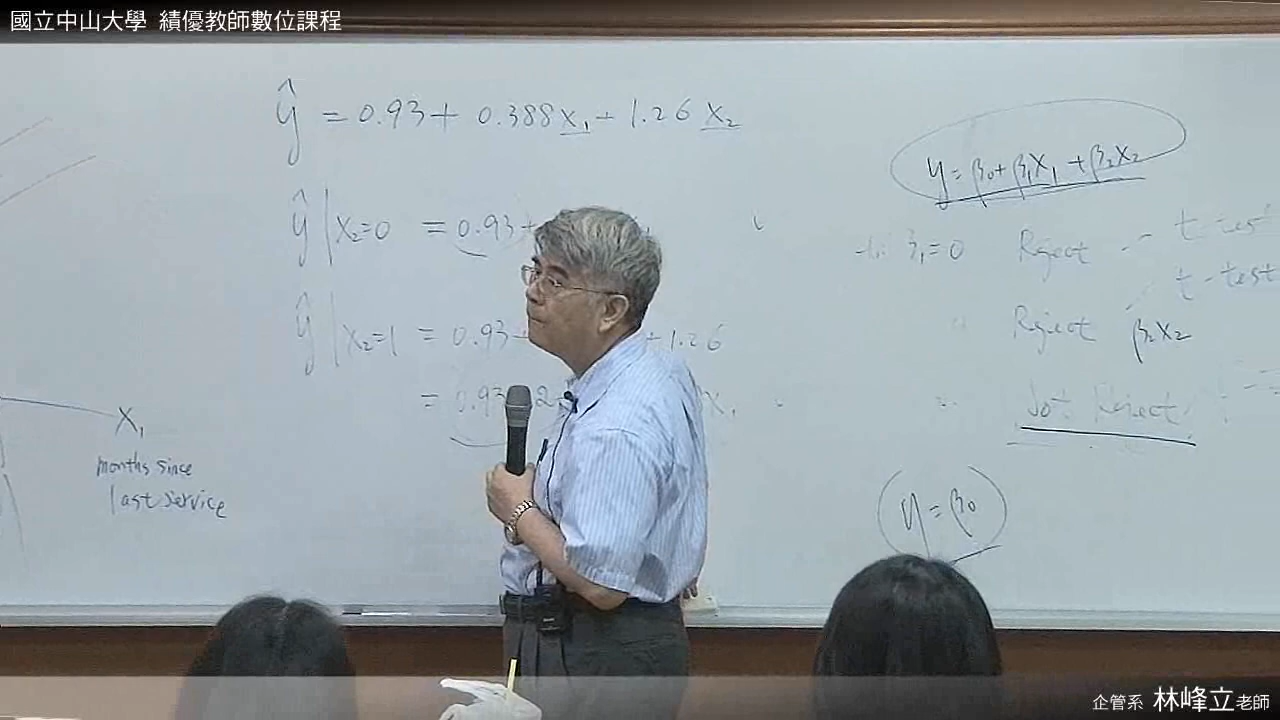 國立中山大學 績優教師數位課程
ŷ = 0.93 + 0.388x₁ + 1.26 x₂
ŷ | x₂=0 = 0.93+
ŷ | x₂=1 = 0.93+ +1.26
= 0.93 x₁
x₁
months since
last service
y = β₀ + β₁x₁ + β₂x₂
β₁=0 Reject t-test
t-test
Reject β₂x₂
Not Reject
y = β₀
企管系 林峰立老師